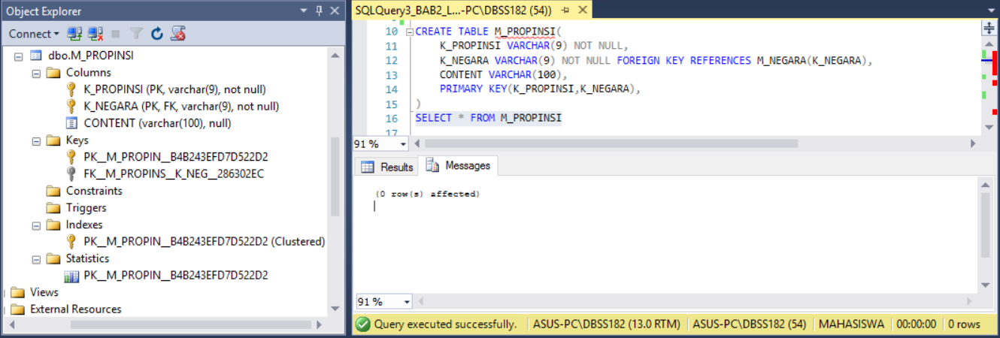 Object Explorer
Connect
dbo.M_PROPINSI
Columns
K_PROPINSI (PK, varchar(9), not null)
K_NEGARA (PK, FK, varchar(9), not null)
CONTENT (varchar(100), null)
Keys
PK__M_PROPIN__B4B243EFD7D522D2
FK__M_PROPINS__K_NEG__286302EC
Constraints
Triggers
Indexes
PK__M_PROPIN__B4B243EFD7D522D2 (Clustered)
Statistics
PK__M_PROPIN__B4B243EFD7D522D2
Views
External Resources
SQLQuery3_BAB2_L...-PC\DBSS182 (54))
10 CREATE TABLE M_PROPINSI(
11 K_PROPINSI VARCHAR(9) NOT NULL,
12 K_NEGARA VARCHAR(9) NOT NULL FOREIGN KEY REFERENCES M_NEGARA(K_NEGARA),
13 CONTENT VARCHAR(100),
14 PRIMARY KEY(K_PROPINSI,K_NEGARA),
15 )
16 SELECT * FROM M_PROPINSI
17
91 %
Results Messages
(0 row(s) affected)
91 %
Query executed successfully. ASUS-PC\DBSS182 (13.0 RTM) ASUS-PC\DBSS182 (54) MAHASISWA 00:00:00 0 rows